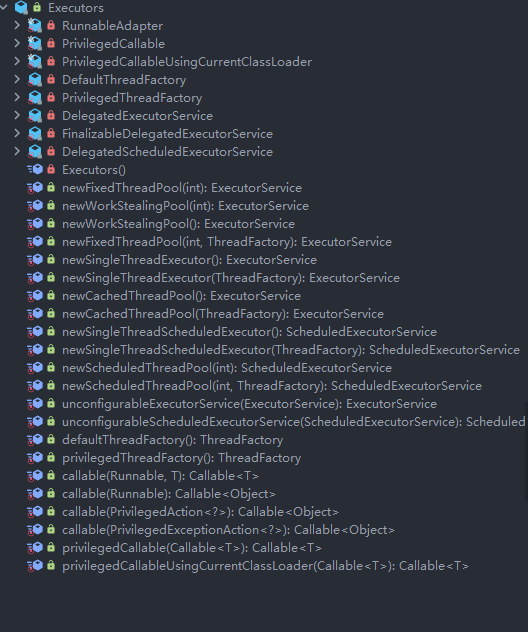 Executors
RunnableAdapter
PrivilegedCallable
PrivilegedCallableUsingCurrentClassLoader
DefaultThreadFactory
PrivilegedThreadFactory
DelegatedExecutorService
FinalizableDelegatedExecutorService
DelegatedScheduledExecutorService
Executors()
newFixedThreadPool(int): ExecutorService
newWorkStealingPool(int): ExecutorService
newWorkStealingPool(): ExecutorService
newFixedThreadPool(int, ThreadFactory): ExecutorService
newSingleThreadExecutor(): ExecutorService
newSingleThreadExecutor(ThreadFactory): ExecutorService
newCachedThreadPool(): ExecutorService
newCachedThreadPool(ThreadFactory): ExecutorService
newSingleThreadScheduledExecutor(): ScheduledExecutorService
newSingleThreadScheduledExecutor(ThreadFactory): ScheduledExecutorService
newScheduledThreadPool(int): ScheduledExecutorService
newScheduledThreadPool(int, ThreadFactory): ScheduledExecutorService
unconfigurableExecutorService(ExecutorService): ExecutorService
unconfigurableScheduledExecutorService(ScheduledExecutorService): Scheduled
defaultThreadFactory(): ThreadFactory
privilegedThreadFactory(): ThreadFactory
callable(Runnable, T): Callable<T>
callable(Runnable): Callable<Object>
callable(PrivilegedAction<?>): Callable<Object>
callable(PrivilegedExceptionAction<?>): Callable<Object>
privilegedCallable(Callable<T>): Callable<T>
privilegedCallableUsingCurrentClassLoader(Callable<T>): Callable<T>